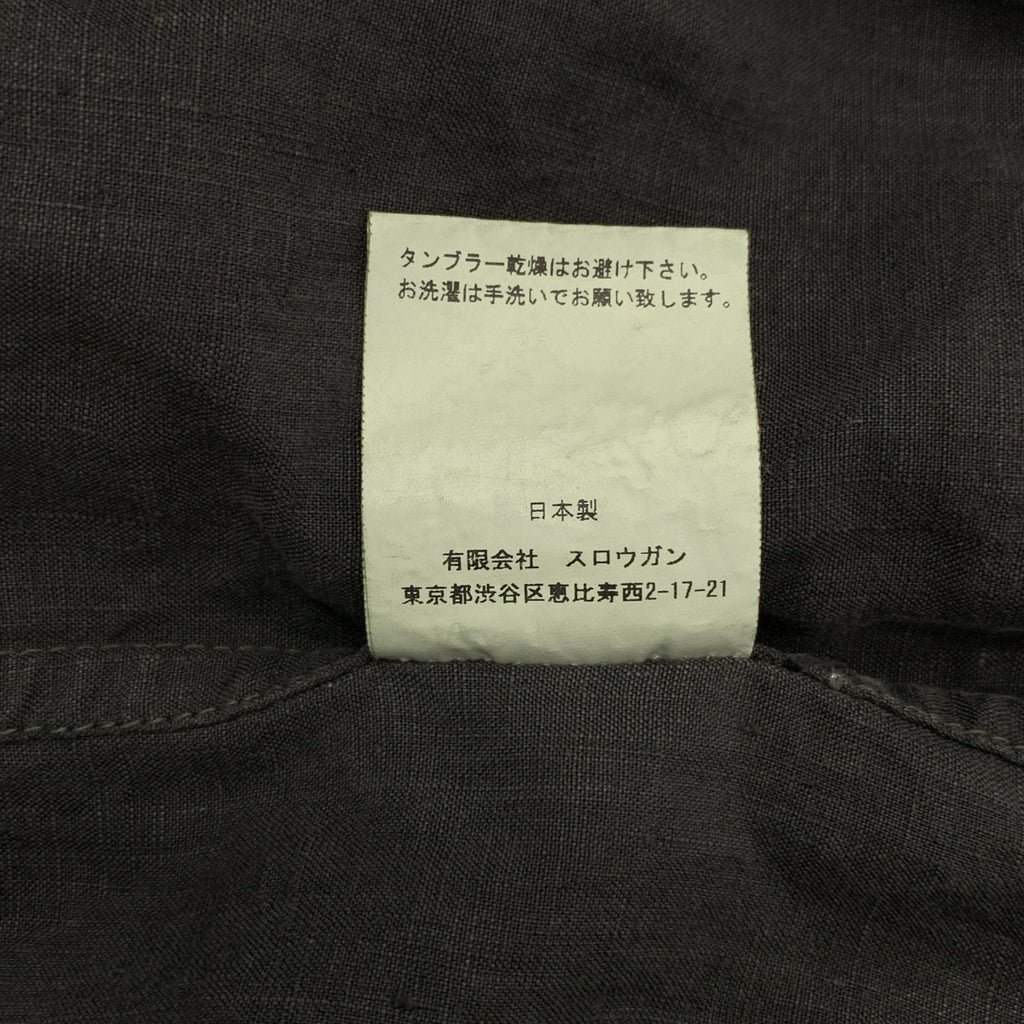 タンブラー乾燥はお避け下さい。
お洗濯は手洗いでお願い致します。
日本製
有限会社　スロウガン
東京都渋谷区恵比寿西2-17-21